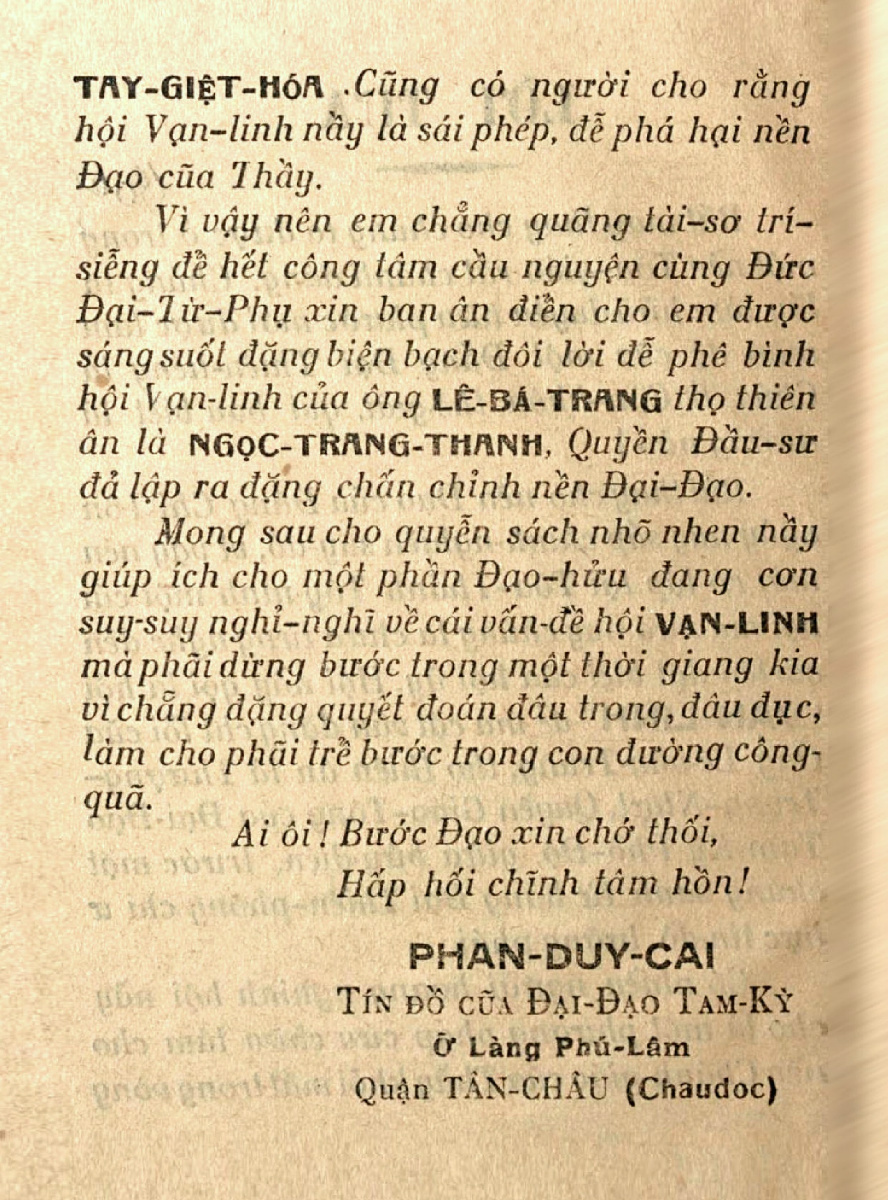 TAY-GIỆT-HÓA .Cũng có người cho rằng
hội Vạn-linh nầy là sái phép, để phá hại nền
Đạo cũa Thầy.
Vì vậy nên em chẳng quãng tài-sơ trí-
siễng để hết công tâm cầu nguyện cùng Đức
Đại-Từ-Phụ xin ban ân điển cho em được
sáng suốt đặng biện bạch đôi lời để phê bình
hội Vạn-linh của ông LÊ-BÁ-TRANG thọ thiên
ân là NGỌC-TRANG-THANH, Quyền Đầu-sư
đả lập ra đặng chấn chỉnh nền Đại-Đạo.
Mong sau cho quyễn sách nhõ nhen nầy
giúp ích cho một phần Đạo-hửu đang cơn
suy-suy nghỉ-nghĩ về cái vấn-đề hội VẠN-LINH
mà phãi dừng bước trong một thời giang kia
vì chẵng đặng quyết đoán đâu trong, đâu đục,
làm cho phãi trể bước trong con đường công-
quã.
Ai ôi ! Bước Đạo xin chớ thối,
Hấp hối chĩnh tâm hồn !
PHAN-DUY-CAI
TÍN ĐỒ CŨA ĐẠI-ĐẠO TAM-KỲ
Ở Làng Phú-Lâm
Quận TÂN-CHÂU (Chaudoc)